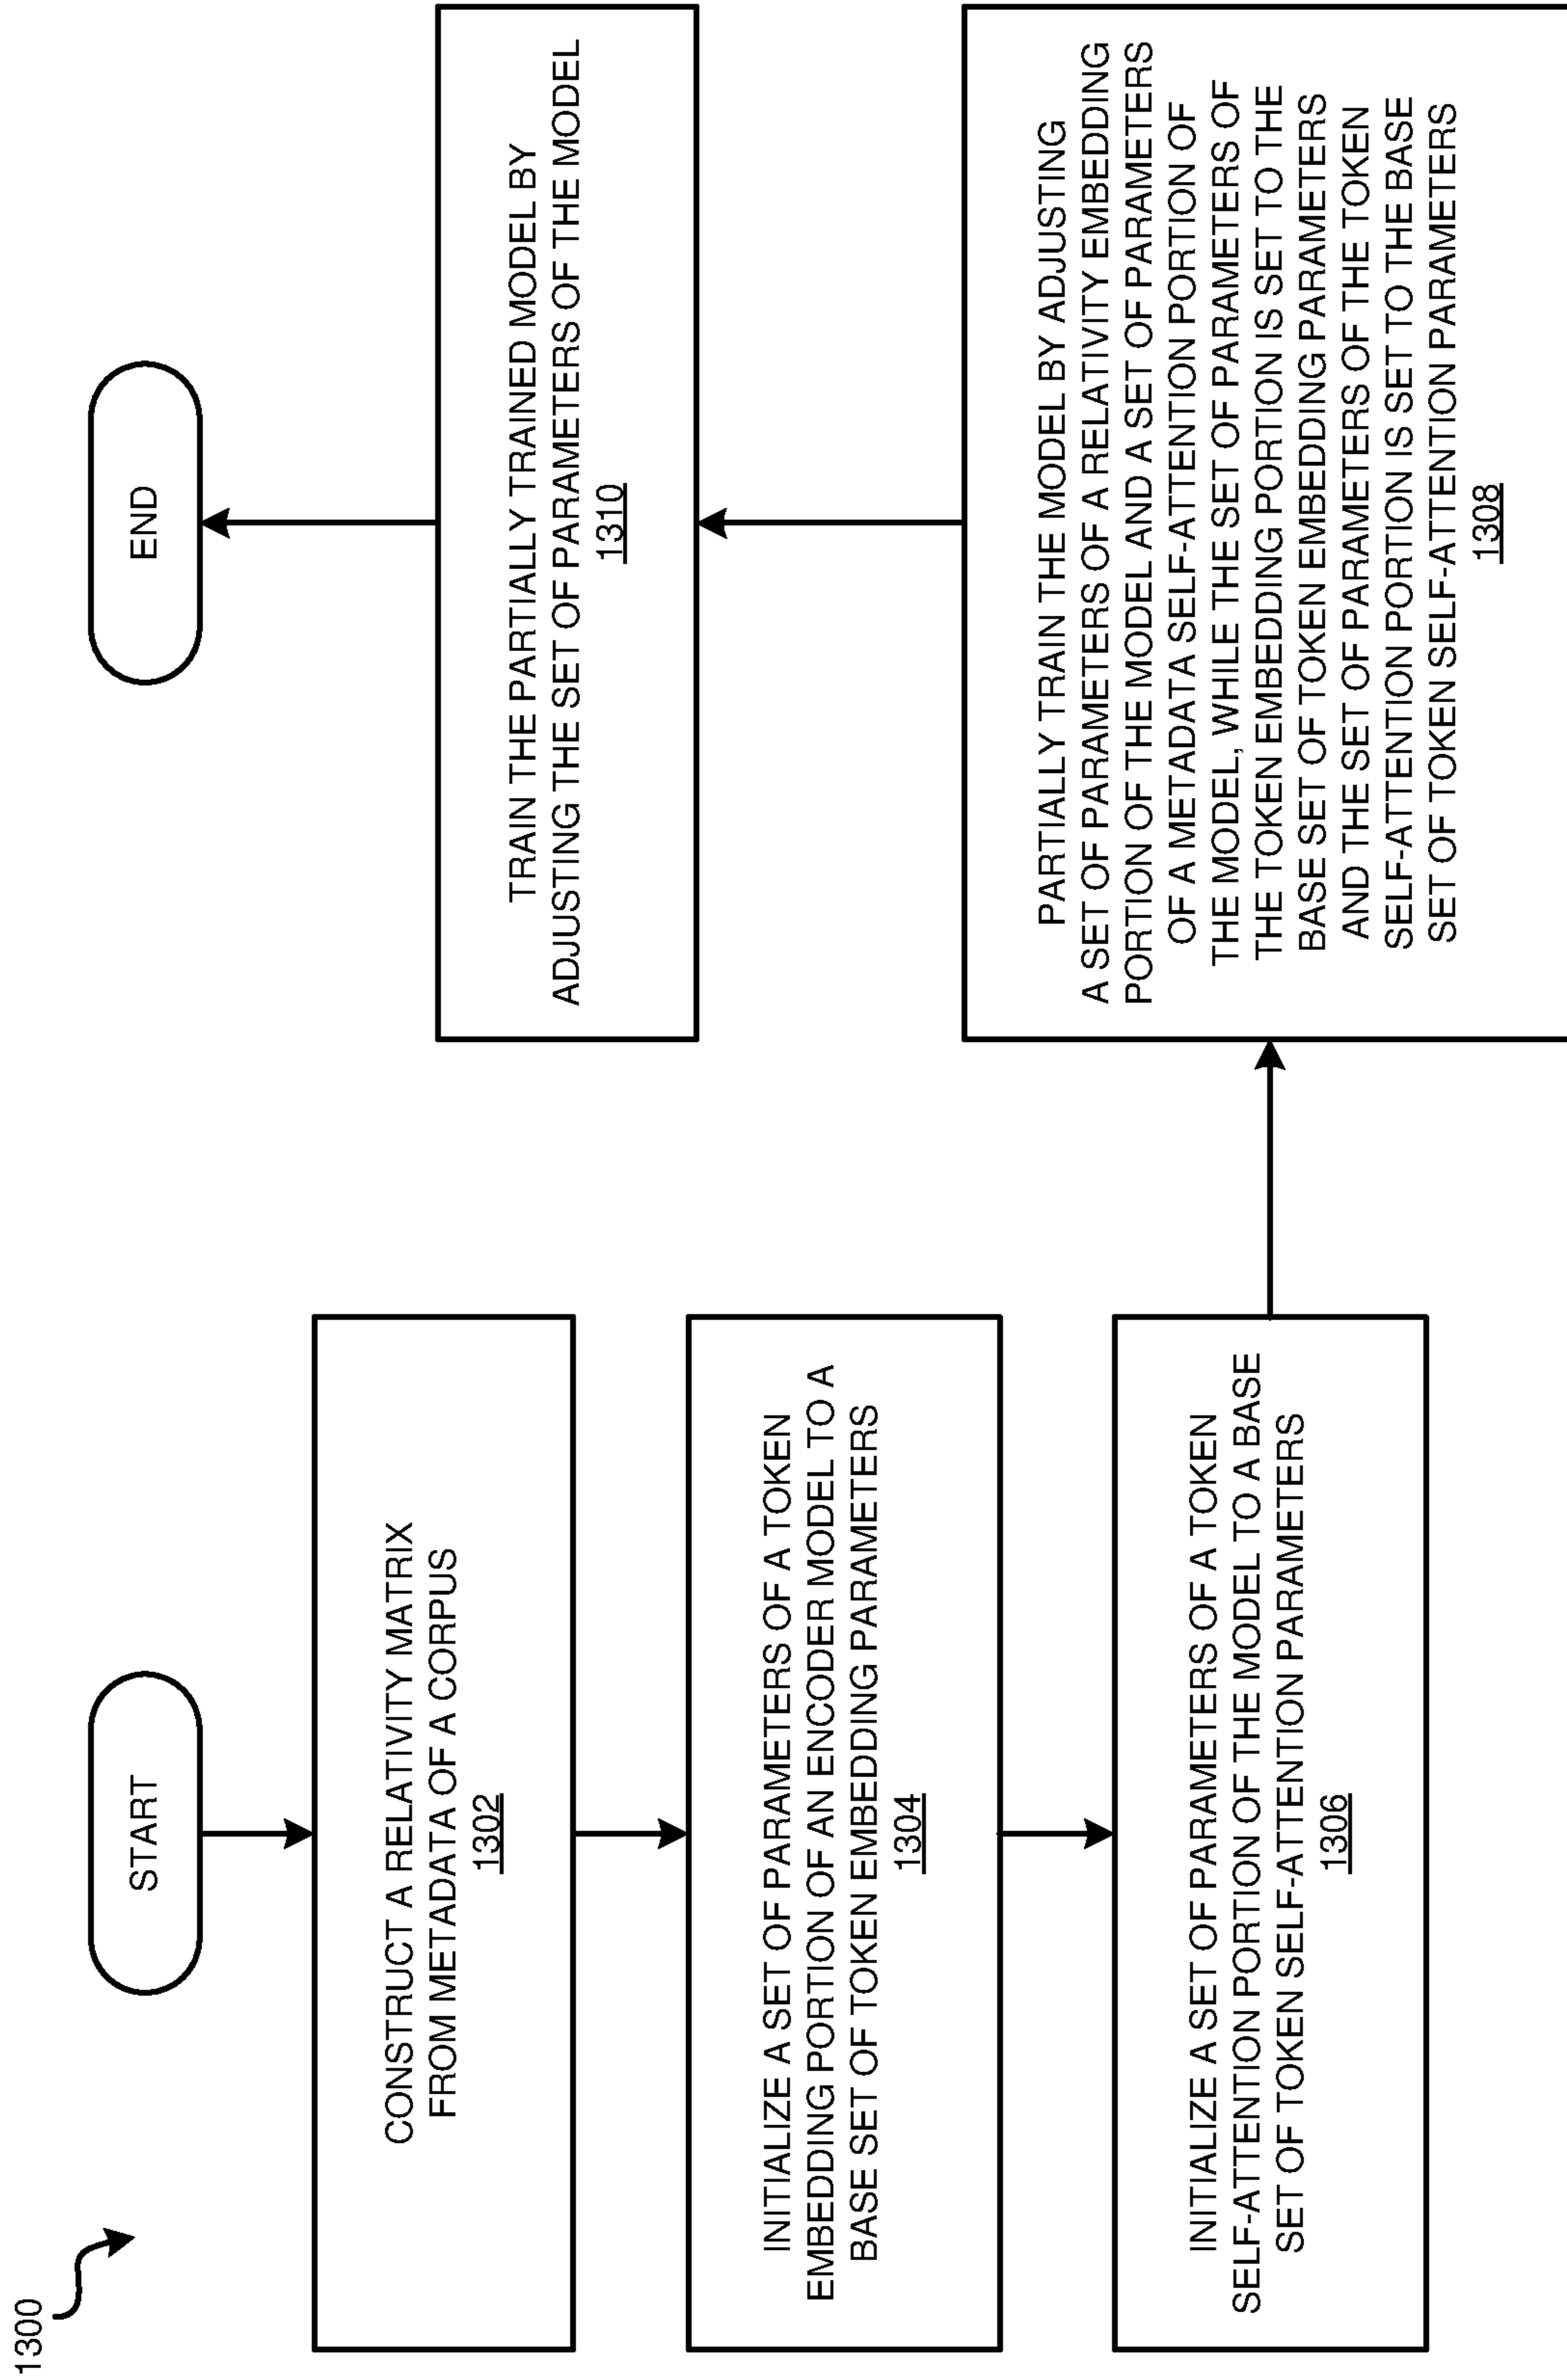 1300
START
CONSTRUCT A RELATIVITY MATRIX
FROM METADATA OF A CORPUS
1302
INITIALIZE A SET OF PARAMETERS OF A TOKEN
EMBEDDING PORTION OF AN ENCODER MODEL TO A
BASE SET OF TOKEN EMBEDDING PARAMETERS
1304
INITIALIZE A SET OF PARAMETERS OF A TOKEN
SELF-ATTENTION PORTION OF THE MODEL TO A BASE
SET OF TOKEN SELF-ATTENTION PARAMETERS
1306
PARTIALLY TRAIN THE MODEL BY ADJUSTING
A SET OF PARAMETERS OF A RELATIVITY EMBEDDING
PORTION OF THE MODEL AND A SET OF PARAMETERS
OF A METADATA SELF-ATTENTION PORTION OF
THE MODEL, WHILE THE SET OF PARAMETERS OF
THE TOKEN EMBEDDING PORTION IS SET TO THE
BASE SET OF TOKEN EMBEDDING PARAMETERS
AND THE SET OF PARAMETERS OF THE TOKEN
SELF-ATTENTION PORTION IS SET TO THE BASE
SET OF TOKEN SELF-ATTENTION PARAMETERS
1308
TRAIN THE PARTIALLY TRAINED MODEL BY
ADJUSTING THE SET OF PARAMETERS OF THE MODEL
1310
END